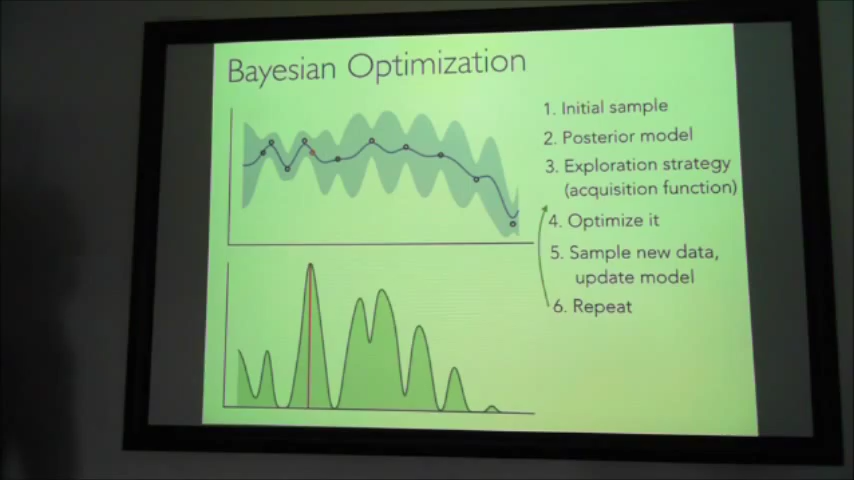 Bayesian Optimization
1. Initial sample
2. Posterior model
3. Exploration strategy
(acquisition function)
4. Optimize it
5. Sample new data,
update model
6. Repeat